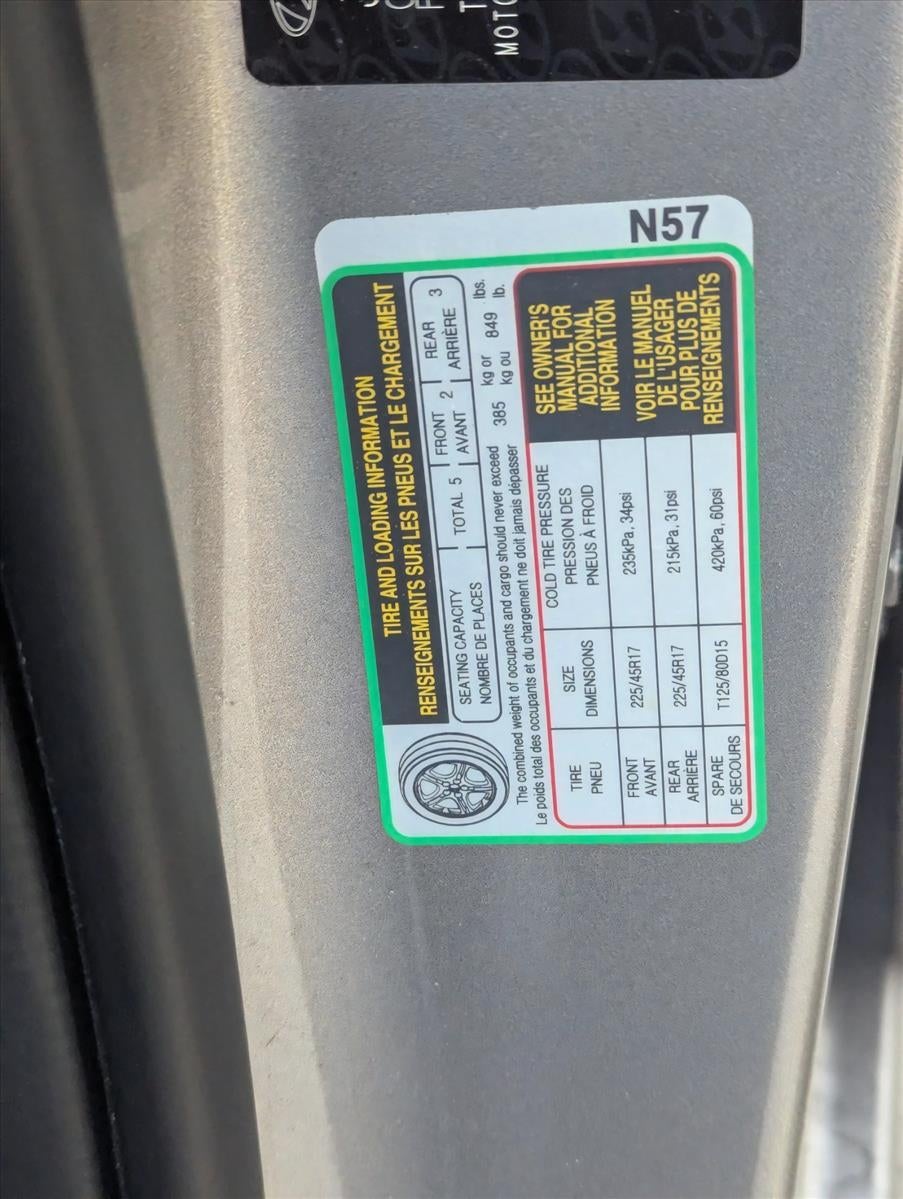 MOTO
N57
TIRE AND LOADING INFORMATION
RENSEIGNEMENTS SUR LES PNEUS ET LE CHARGEMENT
SEATING CAPACITY
NOMBRE DE PLACES
TOTAL 5
FRONT
AVANT
2
REAR
ARRIÈRE
3
The combined weight of occupants and cargo should never exceed 385 kg or 849 lbs.
Le poids total des occupants et du chargement ne doit jamais dépasser kg ou lb.
TIRE
PNEU
SIZE
DIMENSIONS
COLD TIRE PRESSURE
PRESSION DES
PNEUS À FROID
FRONT
AVANT
225/45R17
235kPa, 34psi
REAR
ARRIÈRE
225/45R17
215kPa, 31psi
SPARE
DE SECOURS
T125/80D15
420kPa, 60psi
SEE OWNER'S
MANUAL FOR
ADDITIONAL
INFORMATION
VOIR LE MANUEL
DE L'USAGER
POUR PLUS DE
RENSEIGNEMENTS